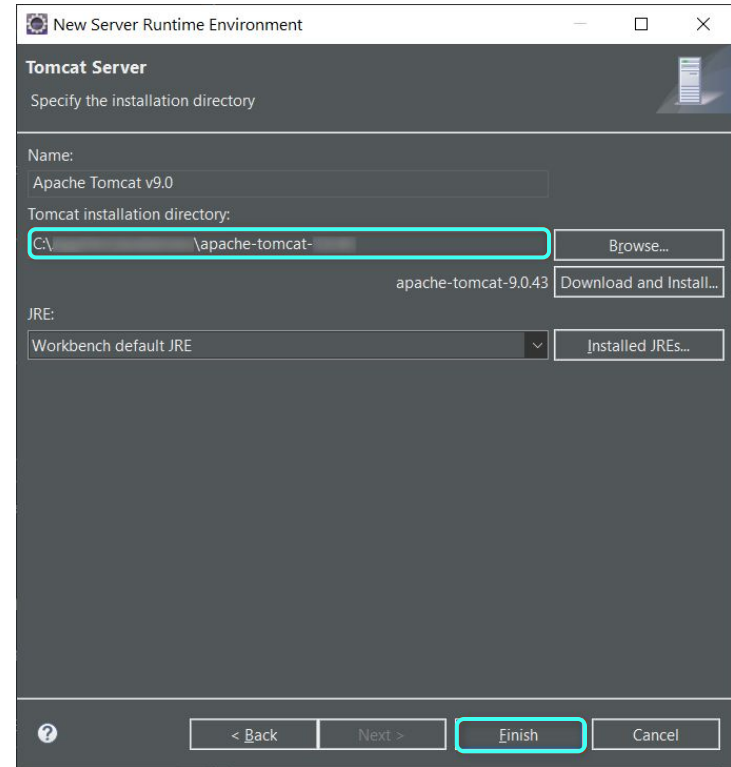 New Server Runtime Environment
Tomcat Server
Specify the installation directory
Name:
Apache Tomcat v9.0
Tomcat installation directory:
C:\ \apache-tomcat-
Browse...
apache-tomcat-9.0.43
Download and Install...
JRE:
Workbench default JRE
Installed JREs...
< Back
Next >
Finish
Cancel